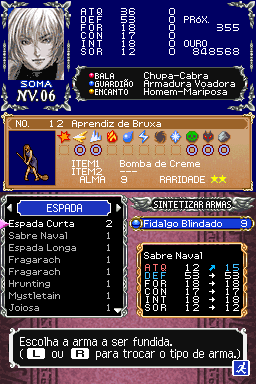 ATQ 36 0
DEF 53 0 PRÓX.
FOR 18 0 355
CON 17 0
INT 18 0 OURO
SOR 12 0 848568
SOMA
NV.06
BALA Chupa-Cabra
GUARDIÃO Armadura Voadora
ENCANTO Homem-Mariposa
NO. 12 Aprendiz de Bruxa
ITEM1 Bomba de Creme
ITEM2 ---
ALMA 9 RARIDADE ★★
ESPADA
Espada Curta 2
Sabre Naval 1
Espada Longa 1
Fragarach 1
Fragarach 1
Hrunting 1
Mystletain 1
Joiosa 1
SINTETIZAR ARMAS
Fidalgo Blindado 9
Sabre Naval
ATQ 12 15
DEF 53 → 53
FOR 18 → 18
CON 17 → 17
INT 18 → 18
SOR 12 → 12
Escolha a arma a ser fundida.
( L ou R para trocar o tipo de arma.)